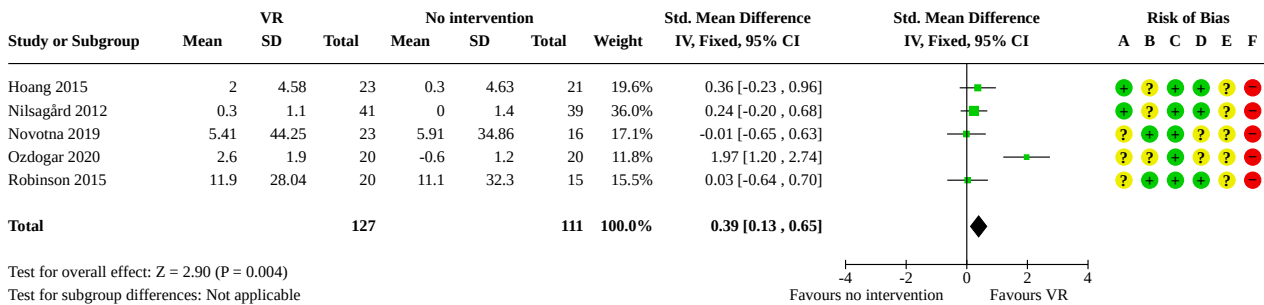 VR No intervention Std. Mean Difference Std. Mean Difference Risk of Bias
Study or Subgroup Mean SD Total Mean SD Total Weight IV, Fixed, 95% CI IV, Fixed, 95% CI A B C D E F
Hoang 2015 2 4.58 23 0.3 4.63 21 19.6% 0.36 [-0.23 , 0.96] + ? + + ? −
Nilsagård 2012 0.3 1.1 41 0 1.4 39 36.0% 0.24 [-0.20 , 0.68] + ? + + ? −
Novotna 2019 5.41 44.25 23 5.91 34.86 16 17.1% -0.01 [-0.65 , 0.63] ? + + ? ? −
Ozdogar 2020 2.6 1.9 20 -0.6 1.2 20 11.8% 1.97 [1.20 , 2.74] ? ? + ? ? −
Robinson 2015 11.9 28.04 20 11.1 32.3 15 15.5% 0.03 [-0.64 , 0.70] ? + + + ? −
Total 127 111 100.0% 0.39 [0.13 , 0.65]
Test for overall effect: Z = 2.90 (P = 0.004)
-4 -2 0 2 4
Test for subgroup differences: Not applicable Favours no intervention Favours VR